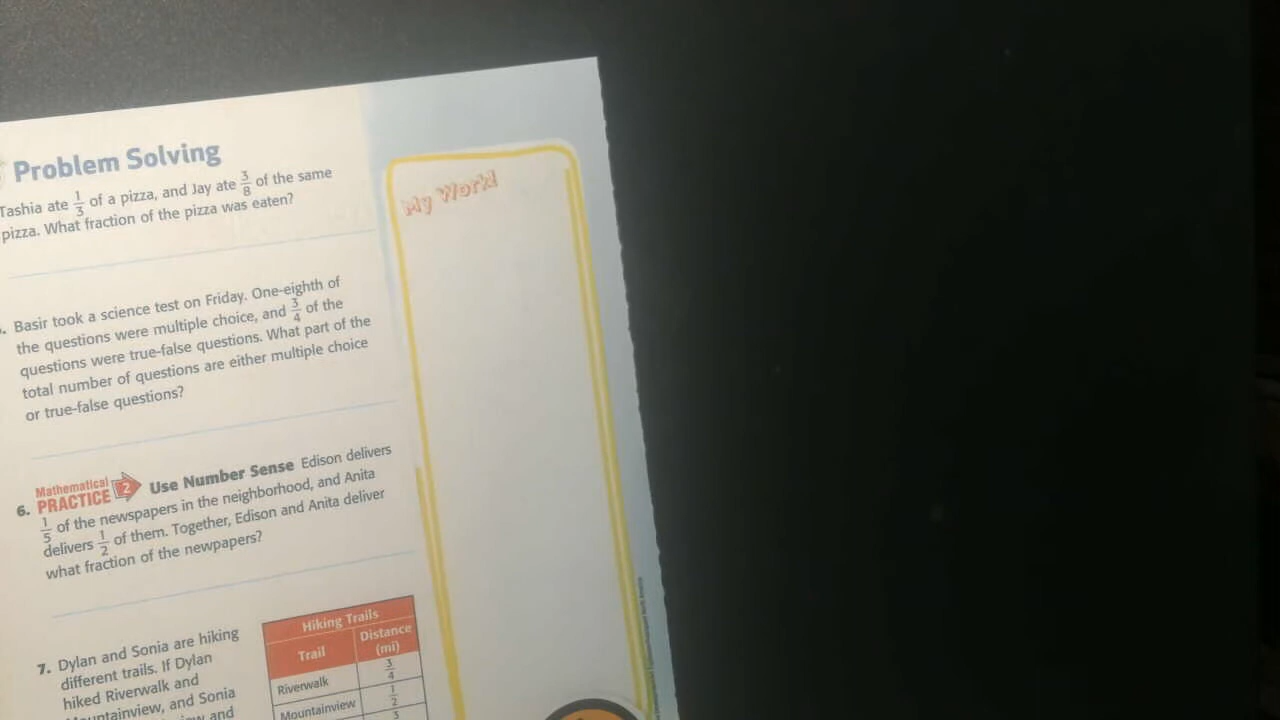 Problem Solving
Tashia ate 1/3 of a pizza, and Jay ate 3/8 of the same
pizza. What fraction of the pizza was eaten?
My Work!
. Basir took a science test on Friday. One-eighth of
the questions were multiple choice, and 3/4 of the
questions were true-false questions. What part of the
total number of questions are either multiple choice
or true-false questions?
6. Mathematical PRACTICE 2 Use Number Sense Edison delivers
1/5 of the newspapers in the neighborhood, and Anita
delivers 1/2 of them. Together, Edison and Anita deliver
what fraction of the newpapers?
7. Dylan and Sonia are hiking
different trails. If Dylan
hiked Riverwalk and
Mountainview, and Sonia
and
Hiking Trails
Trail Distance (mi)
Riverwalk 3/4
Mountainview 1/2
3